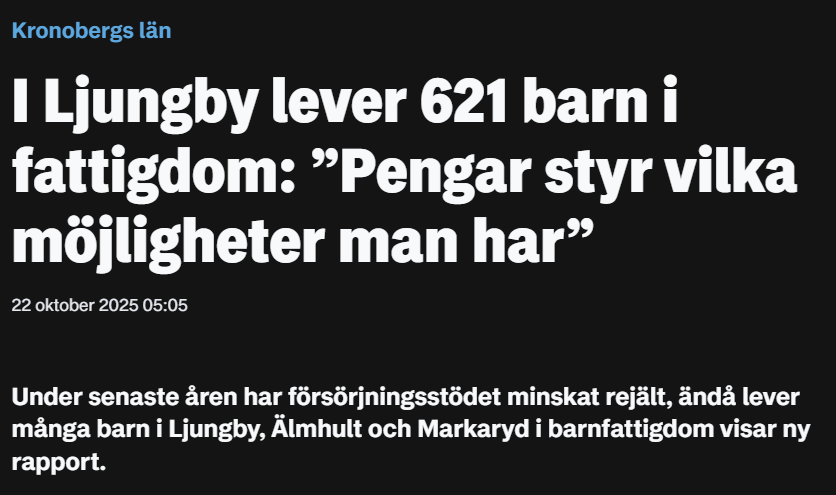 Kronobergs län
I Ljungby lever 621 barn i
fattigdom: ”Pengar styr vilka
möjligheter man har”
22 oktober 2025 05:05
Under senaste åren har försörjningsstödet minskat rejält, ändå lever
många barn i Ljungby, Älmhult och Markaryd i barnfattigdom visar ny
rapport.